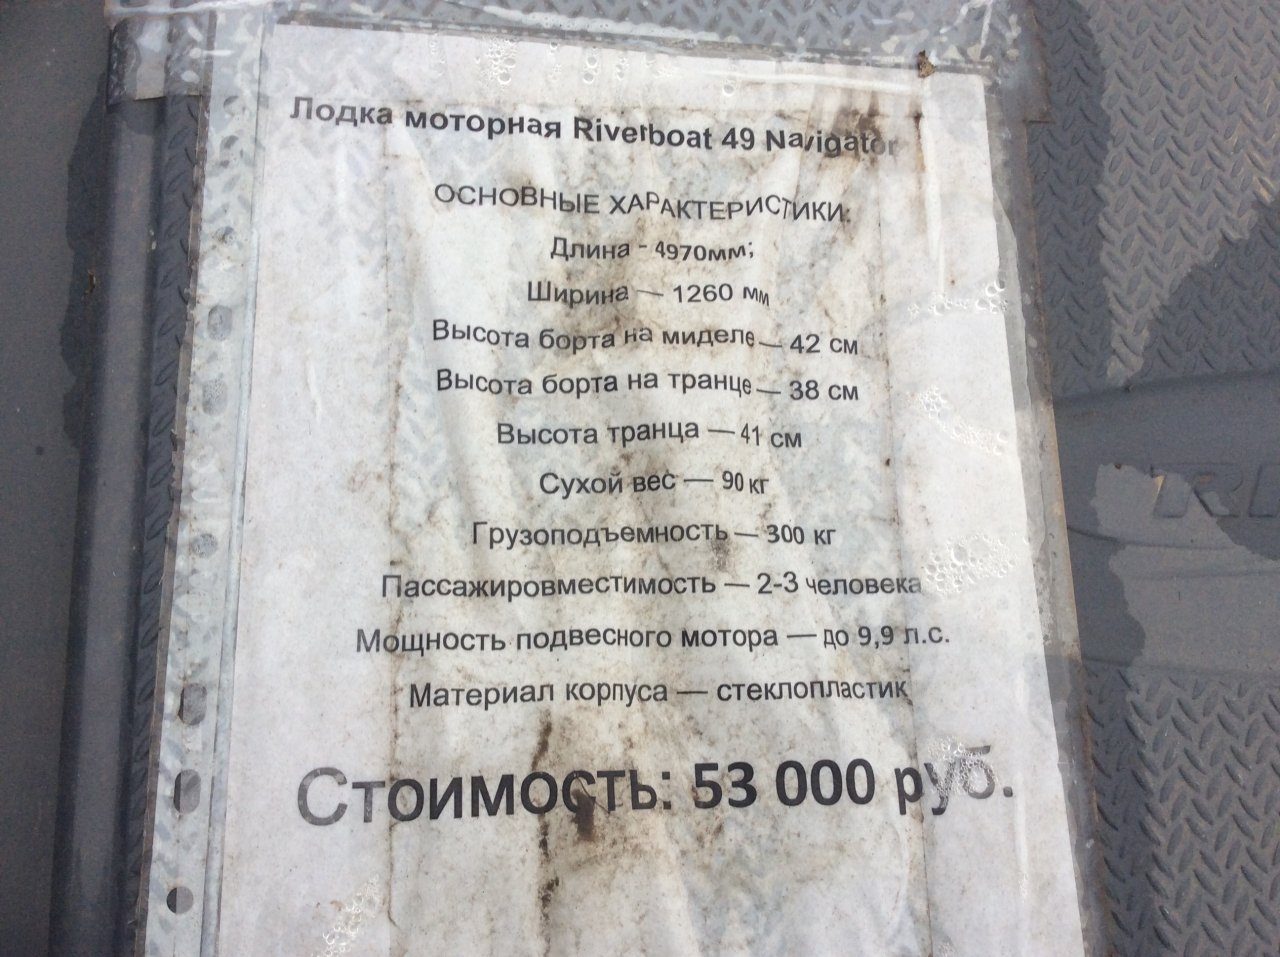 Лодка моторная Riverboat 49 Navigator
ОСНОВНЫЕ ХАРАКТЕРИСТИКИ:
Длина - 4970мм;
Ширина — 1260 мм
Высота борта на миделе — 42 см
Высота борта на транце — 38 см
Высота транца — 41 см
Сухой вес — 90 кг
Грузоподъемность — 300 кг
Пассажировместимость — 2-3 человека
Мощность подвесного мотора — до 9,9 л.с.
Материал корпуса — стеклопластик
Стоимость: 53 000 руб.